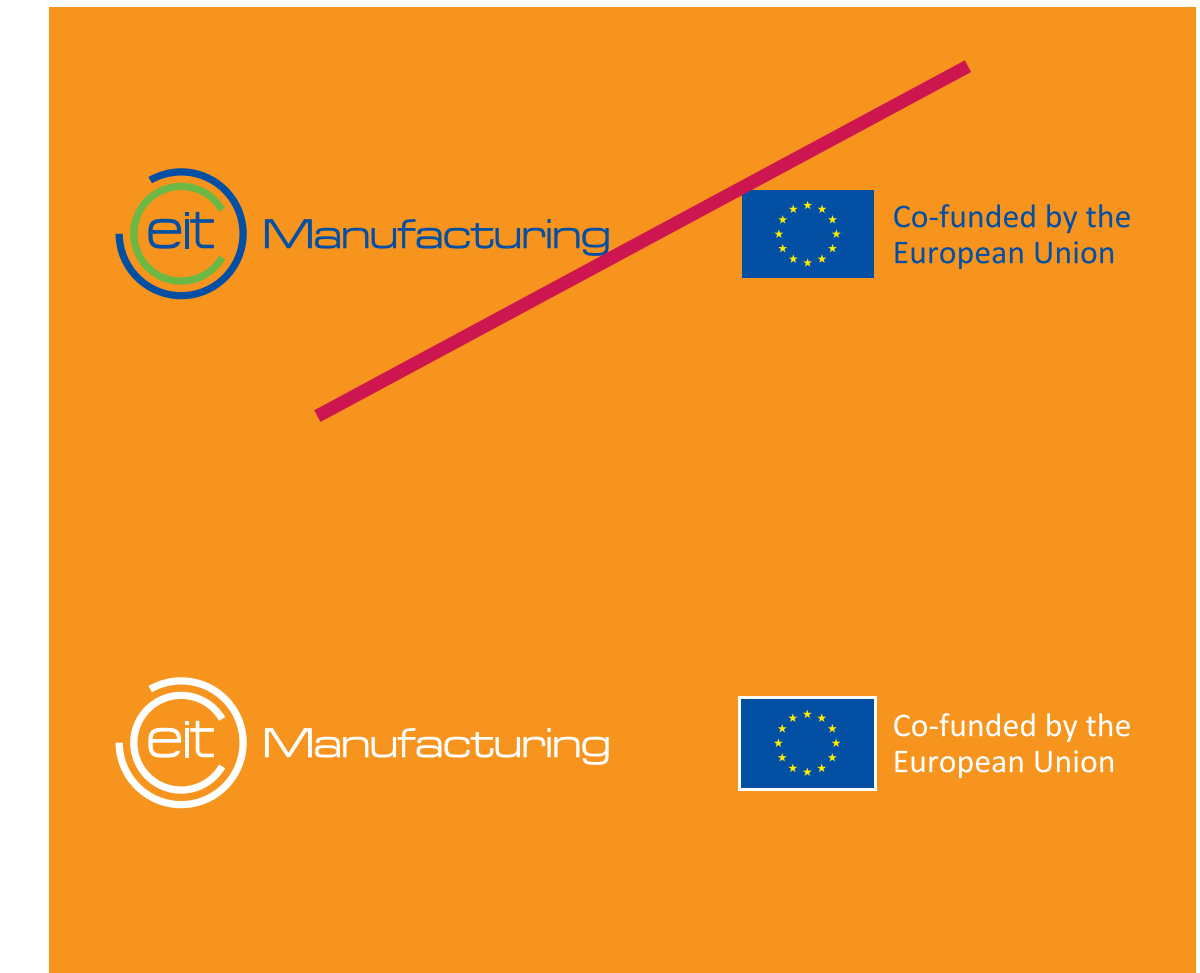 eit Manufacturing
Co-funded by the
European Union
eit Manufacturing
Co-funded by the
European Union